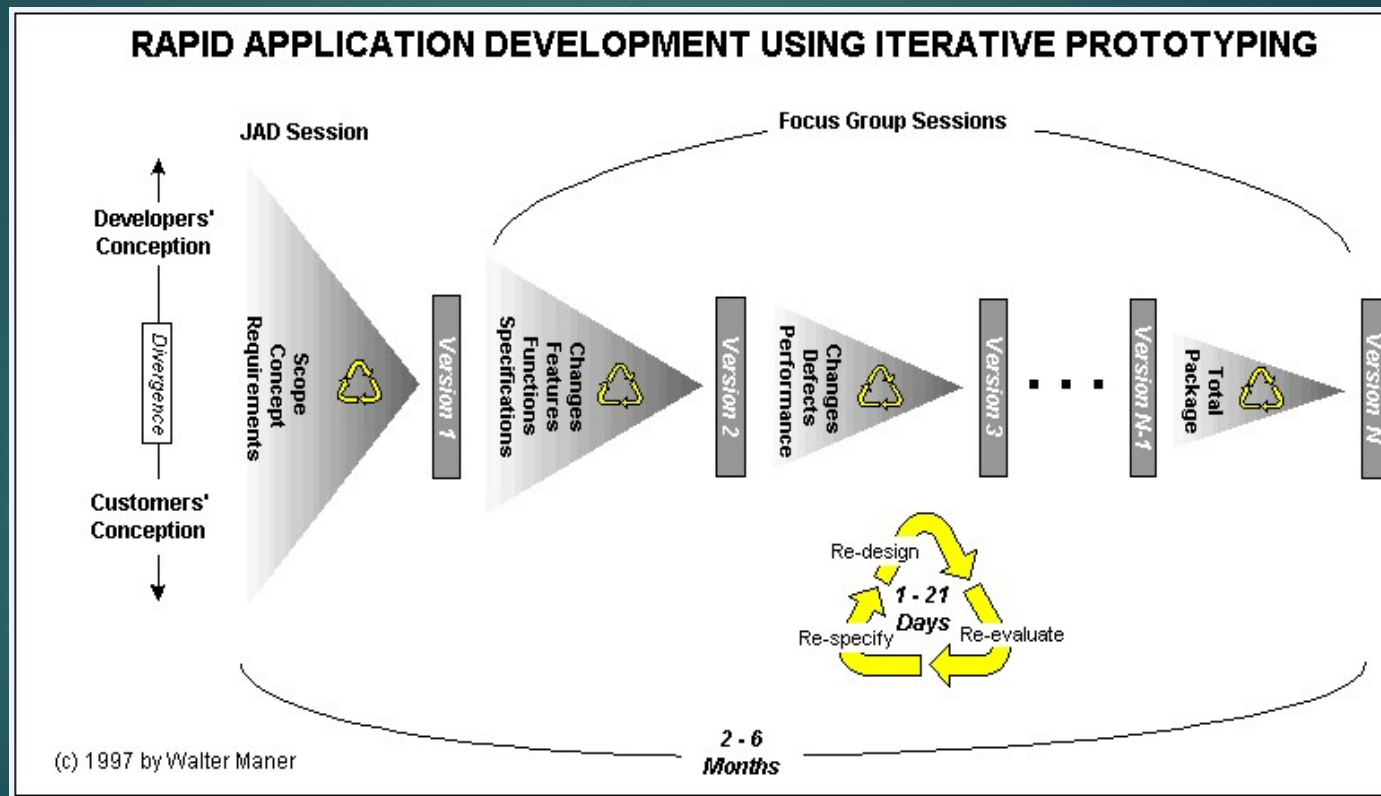 RAPID APPLICATION DEVELOPMENT USING ITERATIVE PROTOTYPING
JAD Session
Focus Group Sessions
Developers'
Conception
Divergence
Customers'
Conception
Scope
Concept
Requirements
Version 1
Changes
Features
Functions
Specifications
Version 2
Changes
Defects
Performance
Version 3
Version N-1
Total
Package
Version N
Re-design
1 - 21
Days
Re-specify
Re-evaluate
2 - 6
Months
(c) 1997 by Walter Maner